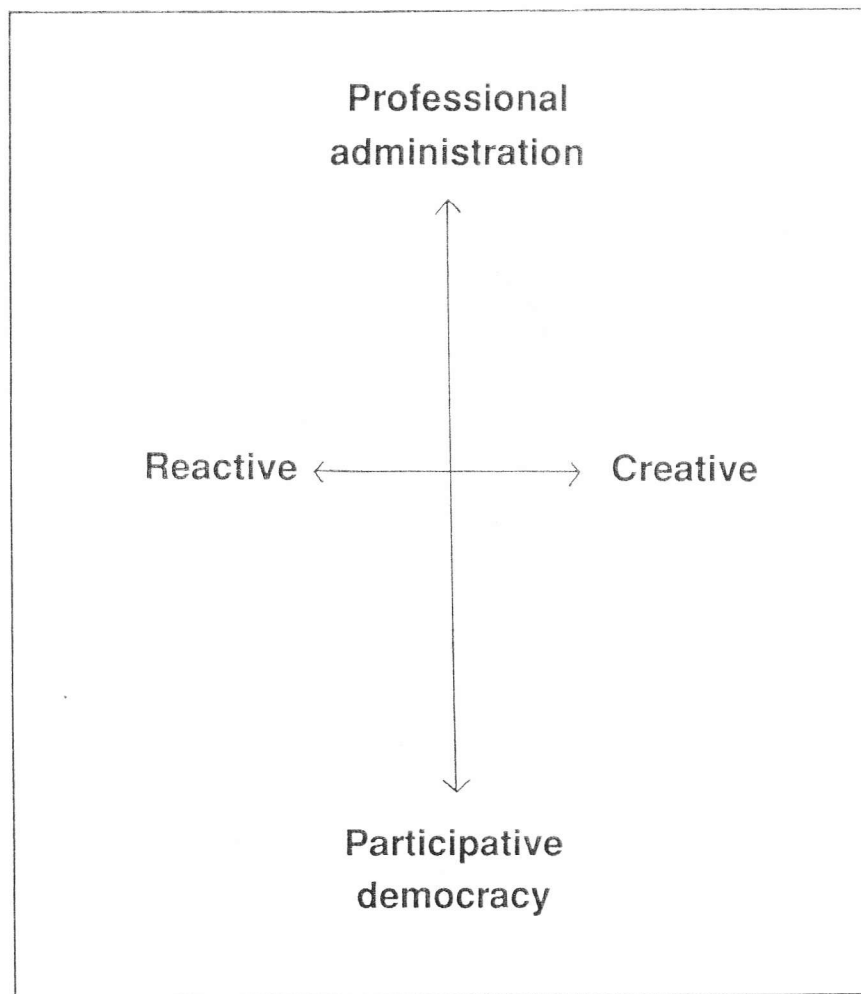 Professional
administration
Reactive
Creative
Participative
democracy